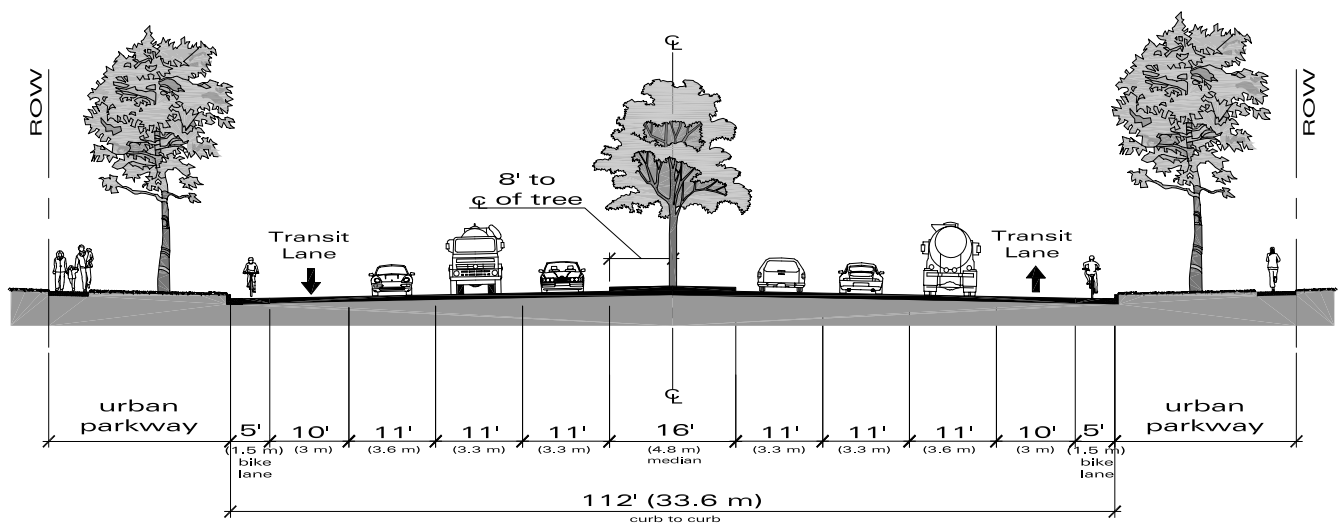 ROW
℄
ROW
8' to
℄ of tree
Transit
Lane
Transit
Lane
℄
urban
parkway
5'
(1.5 m)
bike
lane
10'
(3 m)
11'
(3.6 m)
11'
(3.3 m)
11'
(3.3 m)
16'
(4.8 m)
median
11'
(3.3 m)
11'
(3.3 m)
11'
(3.6 m)
10'
(3 m)
5'
(1.5 m)
bike
lane
urban
parkway
112' (33.6 m)
curb to curb